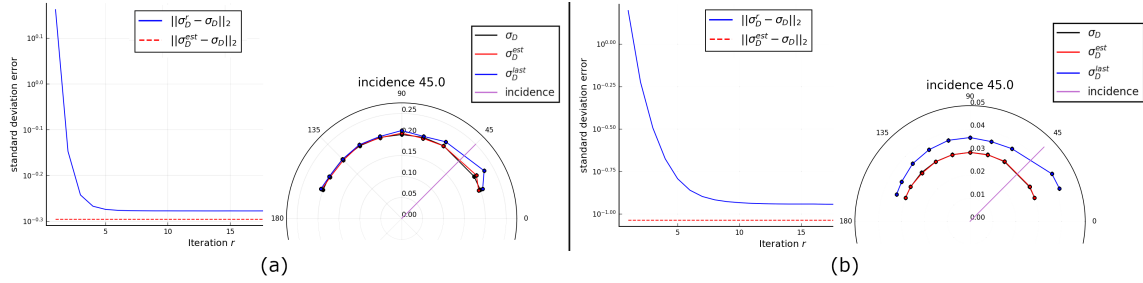 ||σ_D^r − σ_D||_2
||σ_D^est − σ_D||_2
standard deviation error
10^0.1
10^0.0
10^−0.1
10^−0.2
10^−0.3
5
10
15
Iteration r
σ_D
σ_D^est
σ_D^last
incidence
incidence 45.0
90
135
45
180
0
0.25
0.20
0.15
0.10
0.05
0.00
(a)
||σ_D^r − σ_D||_2
||σ_D^est − σ_D||_2
standard deviation error
10^0.00
10^−0.25
10^−0.50
10^−0.75
10^−1.00
5
10
15
Iteration r
σ_D
σ_D^est
σ_D^last
incidence
incidence 45.0
90
135
45
180
0
0.05
0.04
0.03
0.02
0.01
0.00
(b)